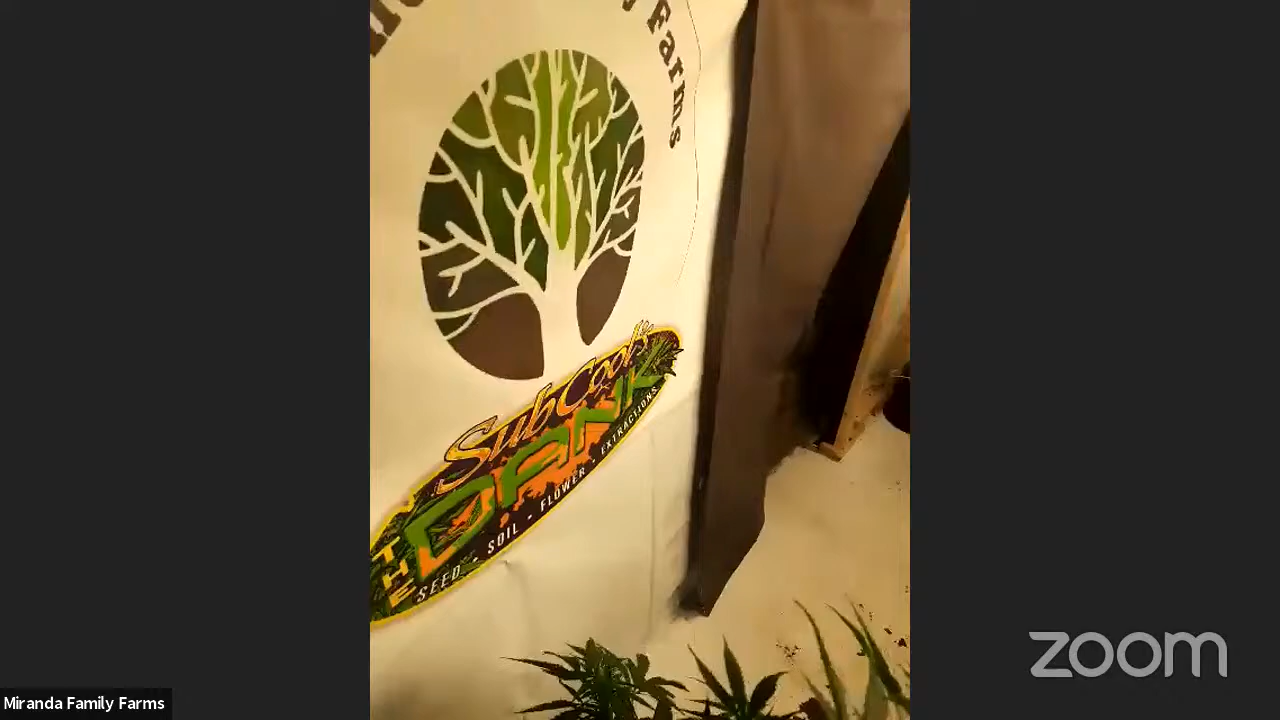 Farms
SubCool's
THE DANK
SEED - SOIL - FLOWER - EXTRACTIONS
zoom
Miranda Family Farms